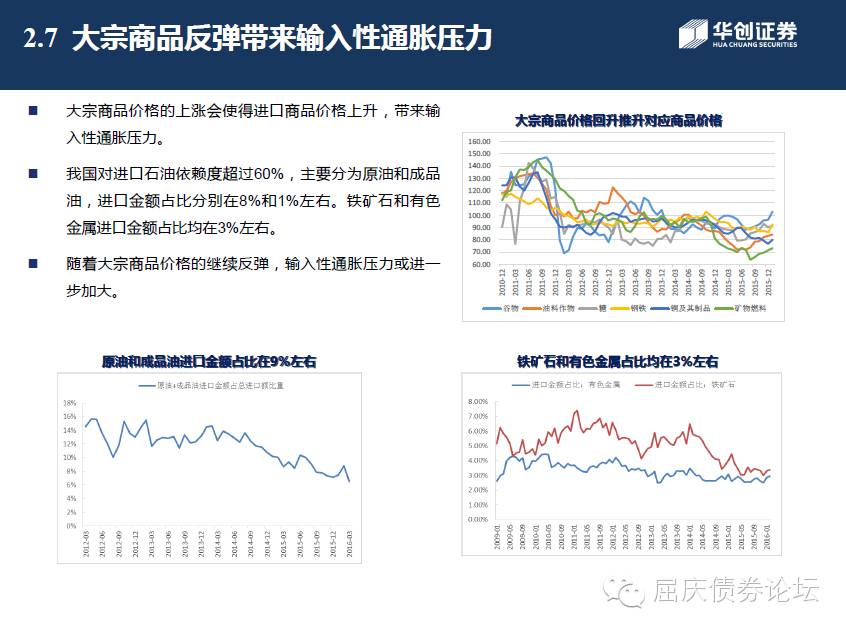 2.7 大宗商品反弹带来输入性通胀压力
华创证券
HUA CHUANG SECURITIES
大宗商品价格的上涨会使得进口商品价格上升，带来输
入性通胀压力。
我国对进口石油依赖度超过60%，主要分为原油和成品
油，进口金额占比分别在8%和1%左右。铁矿石和有色
金属进口金额占比均在3%左右。
随着大宗商品价格的继续反弹，输入性通胀压力或进一
步加大。
大宗商品价格回升推升对应商品价格
160.00
150.00
140.00
130.00
120.00
110.00
100.00
90.00
80.00
70.00
60.00
2010-12 2011-03 2011-06 2011-09 2011-12 2012-03 2012-06 2012-09 2012-12 2013-03 2013-06 2013-09 2013-12 2014-03 2014-06 2014-09 2014-12 2015-03 2015-06 2015-09 2015-12
谷物 油料作物 糖 钢铁 铜及其制品 矿物燃料
原油和成品油进口金额占比在9%左右
原油+成品油进口金额占总进口额比重
18%
16%
14%
12%
10%
8%
6%
4%
2%
0%
2012-03 2012-06 2012-09 2012-12 2013-03 2013-06 2013-09 2013-12 2014-03 2014-06 2014-09 2014-12 2015-03 2015-06 2015-09 2015-12 2016-03
铁矿石和有色金属占比均在3%左右
进口金额占比：有色金属 进口金额占比：铁矿石
8.00%
7.00%
6.00%
5.00%
4.00%
3.00%
2.00%
1.00%
0.00%
2009-01 2009-05 2009-09 2010-01 2010-05 2010-09 2011-01 2011-05 2011-09 2012-01 2012-05 2012-09 2013-01 2013-05 2013-09 2014-01 2014-05 2014-09 2015-01 2015-05 2015-09 2016-01
屈庆债券论坛